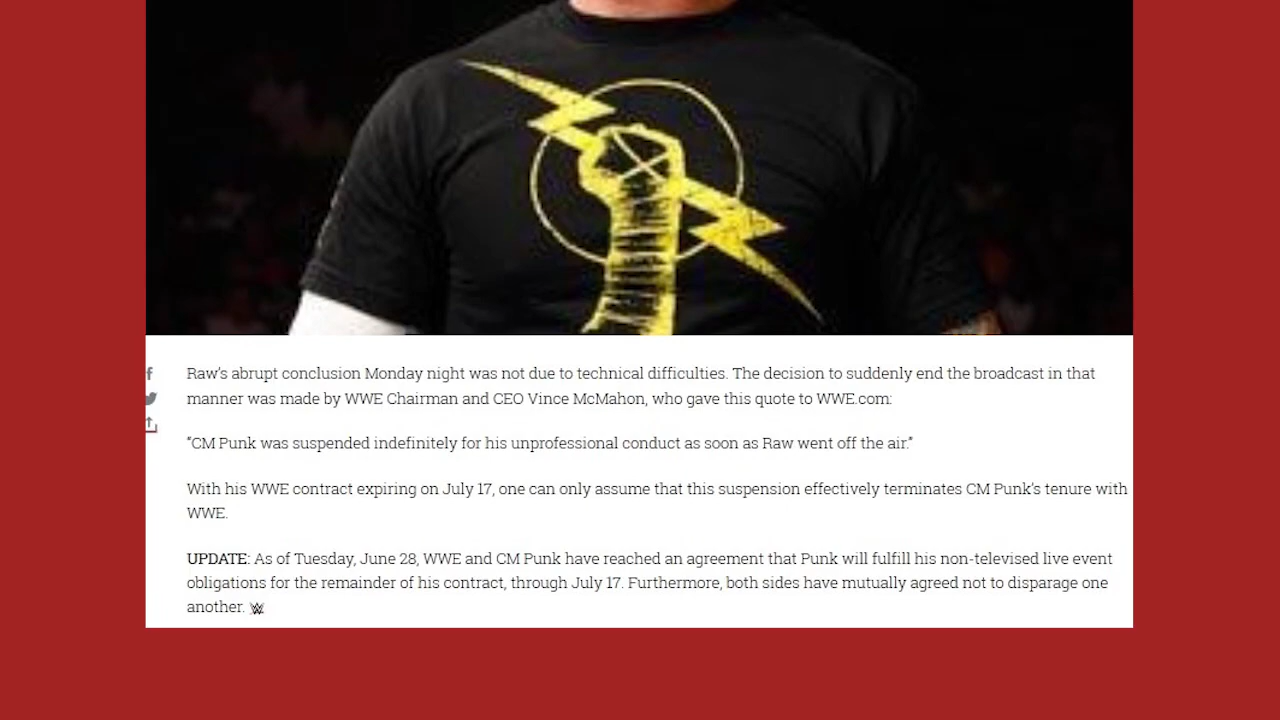 Raw's abrupt conclusion Monday night was not due to technical difficulties. The decision to suddenly end the broadcast in that
manner was made by WWE Chairman and CEO Vince McMahon, who gave this quote to WWE.com:
"CM Punk was suspended indefinitely for his unprofessional conduct as soon as Raw went off the air."
With his WWE contract expiring on July 17, one can only assume that this suspension effectively terminates CM Punk's tenure with
WWE.
UPDATE: As of Tuesday, June 28, WWE and CM Punk have reached an agreement that Punk will fulfill his non-televised live event
obligations for the remainder of his contract, through July 17. Furthermore, both sides have mutually agreed not to disparage one
another.